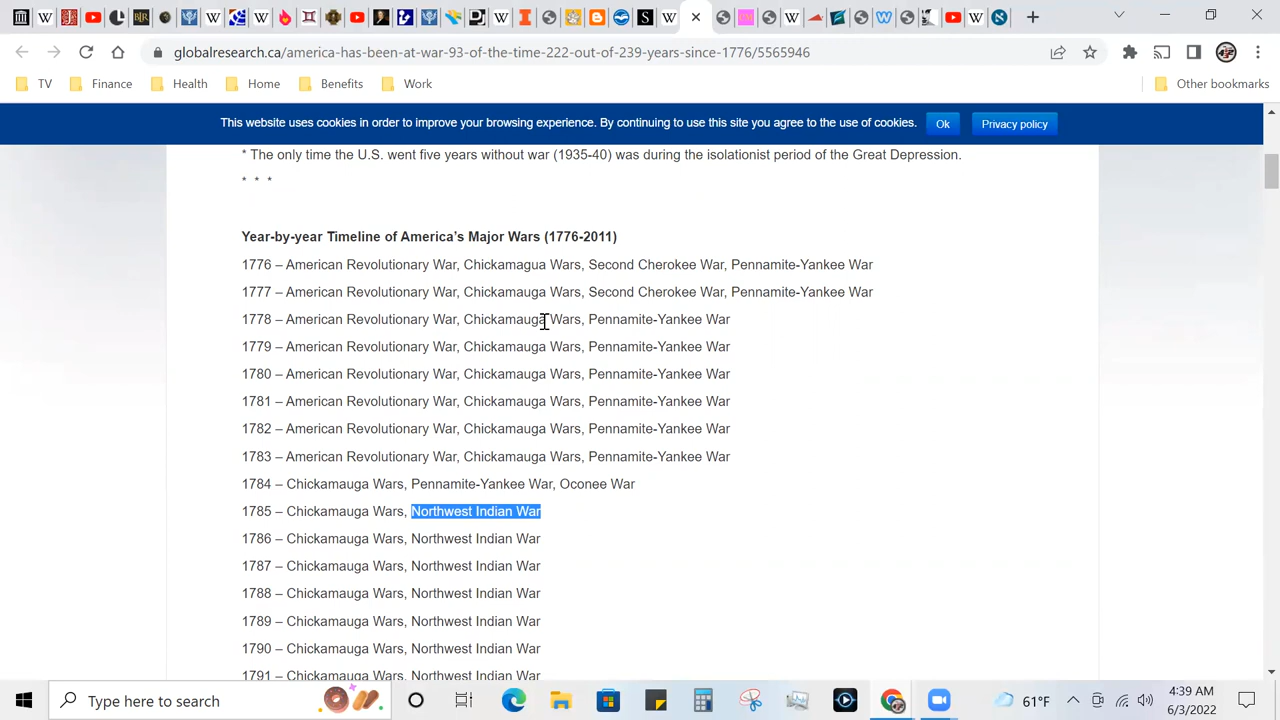 globalresearch.ca/america-has-been-at-war-93-of-the-time-222-out-of-239-years-since-1776/5565946
TV Finance Health Home Benefits Work Other bookmarks
This website uses cookies in order to improve your browsing experience. By continuing to use this site you agree to the use of cookies. Ok Privacy policy
* The only time the U.S. went five years without war (1935-40) was during the isolationist period of the Great Depression.
* * *
Year-by-year Timeline of America's Major Wars (1776-2011)
1776 – American Revolutionary War, Chickamagua Wars, Second Cherokee War, Pennamite-Yankee War
1777 – American Revolutionary War, Chickamauga Wars, Second Cherokee War, Pennamite-Yankee War
1778 – American Revolutionary War, Chickamauga Wars, Pennamite-Yankee War
1779 – American Revolutionary War, Chickamauga Wars, Pennamite-Yankee War
1780 – American Revolutionary War, Chickamauga Wars, Pennamite-Yankee War
1781 – American Revolutionary War, Chickamauga Wars, Pennamite-Yankee War
1782 – American Revolutionary War, Chickamauga Wars, Pennamite-Yankee War
1783 – American Revolutionary War, Chickamauga Wars, Pennamite-Yankee War
1784 – Chickamauga Wars, Pennamite-Yankee War, Oconee War
1785 – Chickamauga Wars, Northwest Indian War
1786 – Chickamauga Wars, Northwest Indian War
1787 – Chickamauga Wars, Northwest Indian War
1788 – Chickamauga Wars, Northwest Indian War
1789 – Chickamauga Wars, Northwest Indian War
1790 – Chickamauga Wars, Northwest Indian War
1791 – Chickamauga Wars, Northwest Indian War
Type here to search
61°F
4:39 AM
6/3/2022